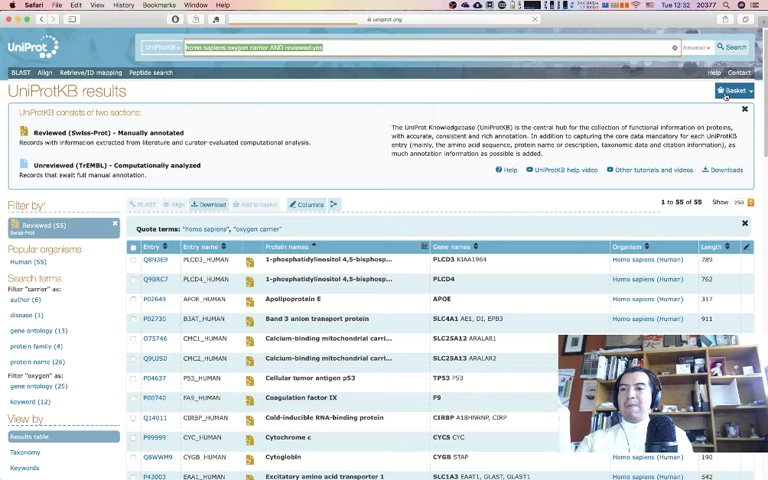 Safari File Edit View History Bookmarks Window Help
Tue 12:32 20377
uniprot.org
UniProt
UniProtKB
homo sapiens oxygen carrier AND reviewed yes
Advanced
Search
BLAST Align Retrieve/ID mapping Peptide search
Help Contact
UniProtKB results
Basket
UniProtKB consists of two sections:
Reviewed (Swiss-Prot) - Manually annotated
Records with information extracted from literature and curator-evaluated computational analysis.
Unreviewed (TrEMBL) - Computationally analyzed
Records that await full manual annotation.
The UniProt Knowledgebase (UniProtKB) is the central hub for the collection of functional information on proteins,
with accurate, consistent and rich annotation. In addition to capturing the core data mandatory for each UniProtKB
entry (mainly, the amino acid sequence, protein name or description, taxonomic data and citation information), as
much annotation information as possible is added.
Help UniProtKB help video Other tutorials and videos Downloads
Filter by
BLAST Align Download Add to basket Columns
1 to 55 of 55 Show 250
Reviewed (55)
Swiss-Prot
Popular organisms
Human (55)
Search terms
Filter "carrier" as:
author (6)
disease (1)
gene ontology (13)
protein family (4)
protein name (26)
Filter "oxygen" as:
gene ontology (25)
keyword (12)
View by
Results table
Taxonomy
Keywords
Quote terms: "homo sapiens", "oxygen carrier"
Entry Entry name Protein names Gene names Organism Length
Q8N3E9 PLCD3_HUMAN 1-phosphatidylinositol 4,5-bisphosp... PLCD3 KIAA1964 Homo sapiens (Human) 789
Q9BRC7 PLCD4_HUMAN 1-phosphatidylinositol 4,5-bisphosp... PLCD4 Homo sapiens (Human) 762
P02649 APOE_HUMAN Apolipoprotein E APOE Homo sapiens (Human) 317
P02730 B3AT_HUMAN Band 3 anion transport protein SLC4A1 AE1, DI, EPB3 Homo sapiens (Human) 911
O75746 CMC1_HUMAN Calcium-binding mitochondrial carri... SLC25A12 ARALAR1
Q9UJS0 CMC2_HUMAN Calcium-binding mitochondrial carri... SLC25A13 ARALAR2
P04637 P53_HUMAN Cellular tumor antigen p53 TP53 P53
P00740 FA9_HUMAN Coagulation factor IX F9
Q14011 CIRBP_HUMAN Cold-inducible RNA-binding protein CIRBP A18HNRNP, CIRP
P99999 CYC_HUMAN Cytochrome c CYCS CYC
Q8WWM9 CYGB_HUMAN Cytoglobin CYGB STAP Homo sapiens (Human) 190
P43003 EAA1_HUMAN Excitatory amino acid transporter 1 SLC1A3 EAAT1, GLAST, GLAST1 Homo sapiens (Human) 542